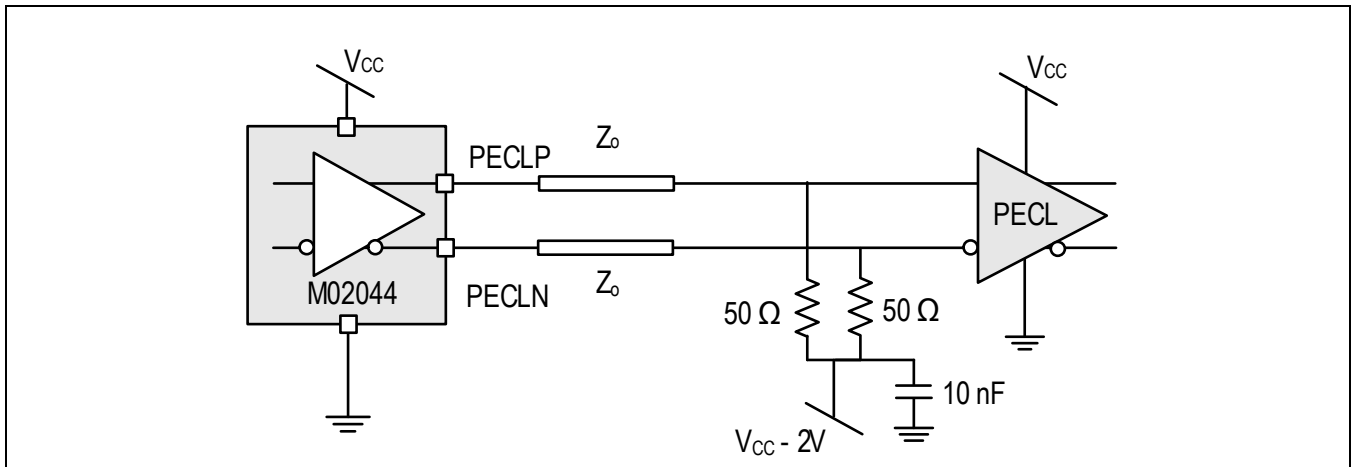 VCC
VCC
PECLP
Zo
PECL
M02044
PECLN
Zo
50 Ω
50 Ω
10 nF
VCC - 2V